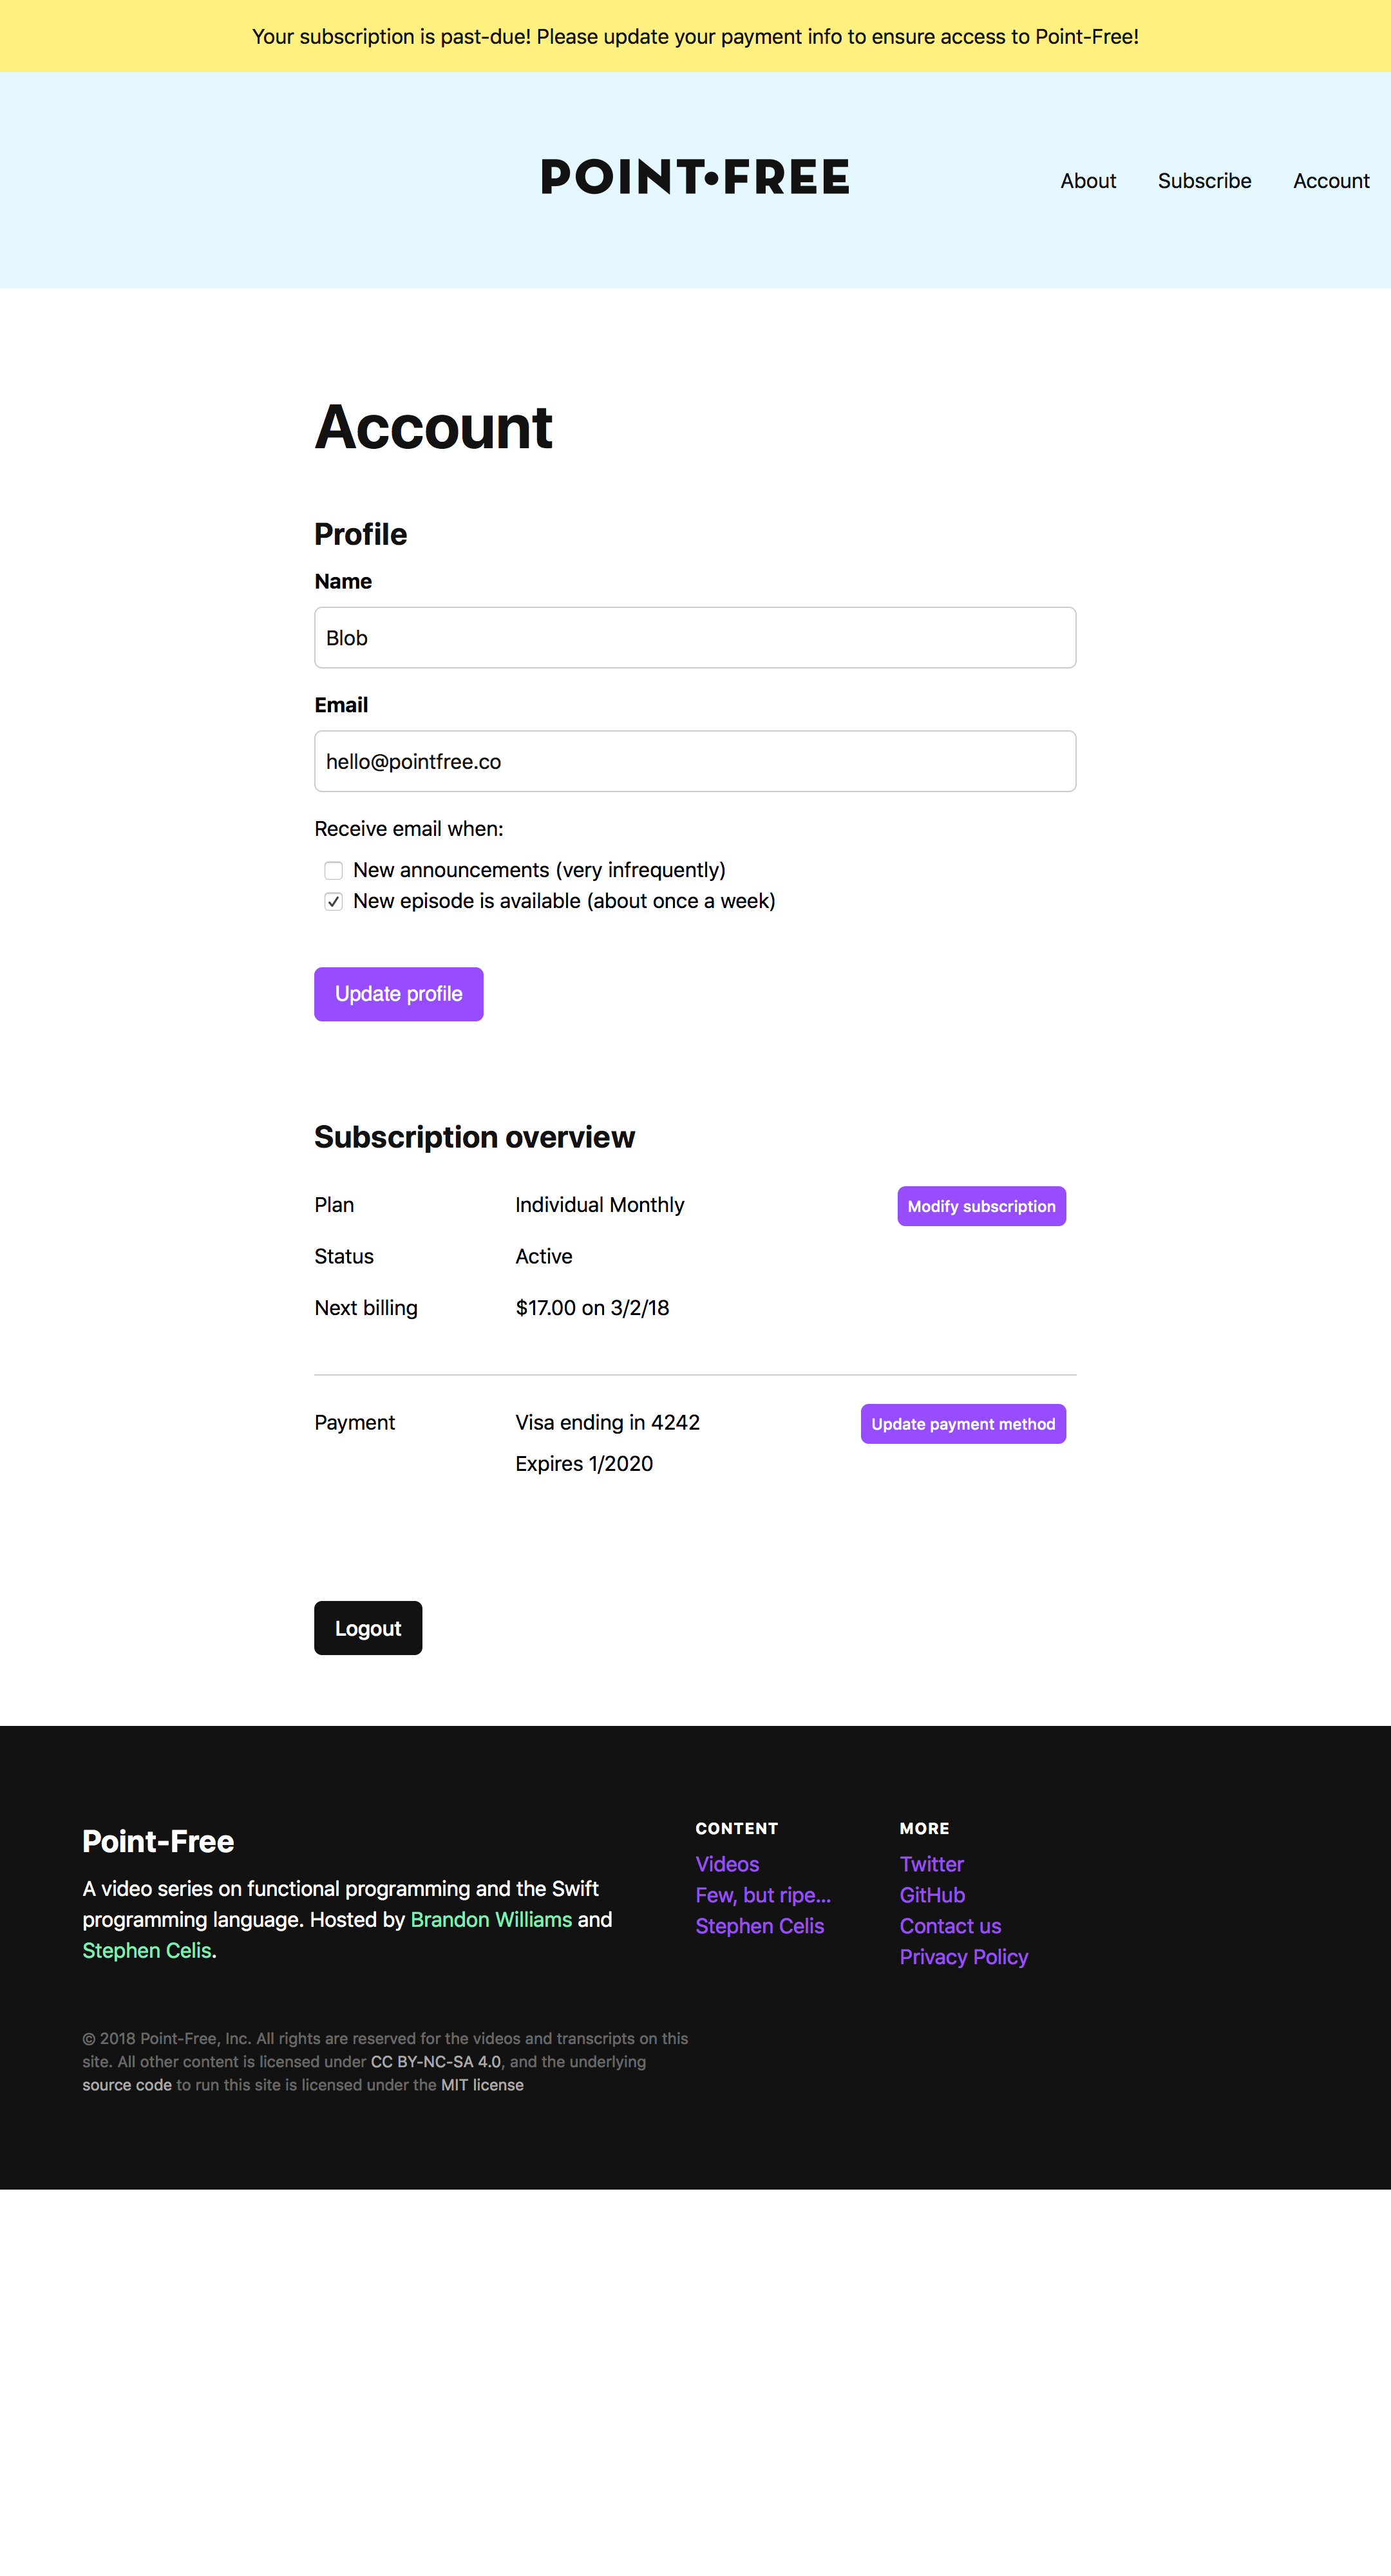 Your subscription is past-due! Please update your payment info to ensure access to Point-Free!
POINT•FREE
About Subscribe Account
Account
Profile
Name
Blob
Email
hello@pointfree.co
Receive email when:
New announcements (very infrequently)
New episode is available (about once a week)
Update profile
Subscription overview
Plan Individual Monthly Modify subscription
Status Active
Next billing $17.00 on 3/2/18
Payment Visa ending in 4242 Update payment method
Expires 1/2020
Logout
Point-Free
A video series on functional programming and the Swift
programming language. Hosted by Brandon Williams and
Stephen Celis.
CONTENT
Videos
Few, but ripe...
Stephen Celis
MORE
Twitter
GitHub
Contact us
Privacy Policy
© 2018 Point-Free, Inc. All rights are reserved for the videos and transcripts on this
site. All other content is licensed under CC BY-NC-SA 4.0, and the underlying
source code to run this site is licensed under the MIT license